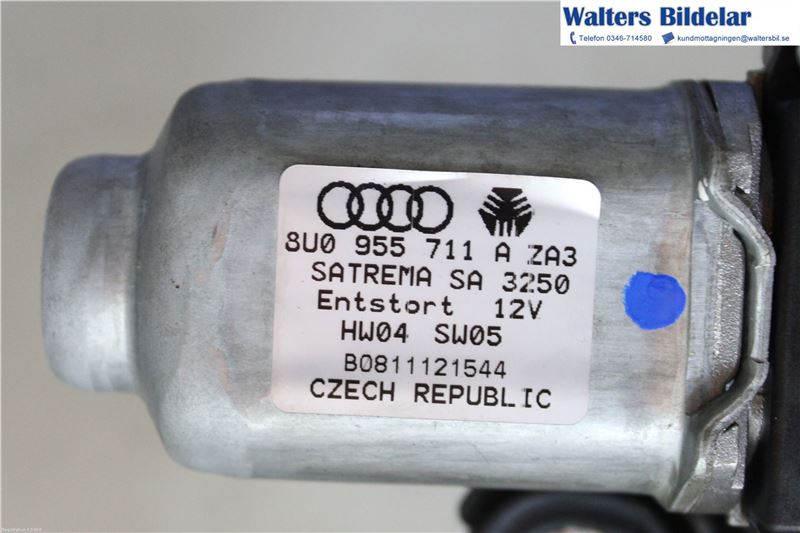 Walters Bildelar
Telefon 0346-714580 kundmottagningen@waltersbil.se
8U0 955 711 A ZA3
SATREMA SA 3250
Entstort 12V
HW04 SW05
B0811121544
CZECH REPUBLIC